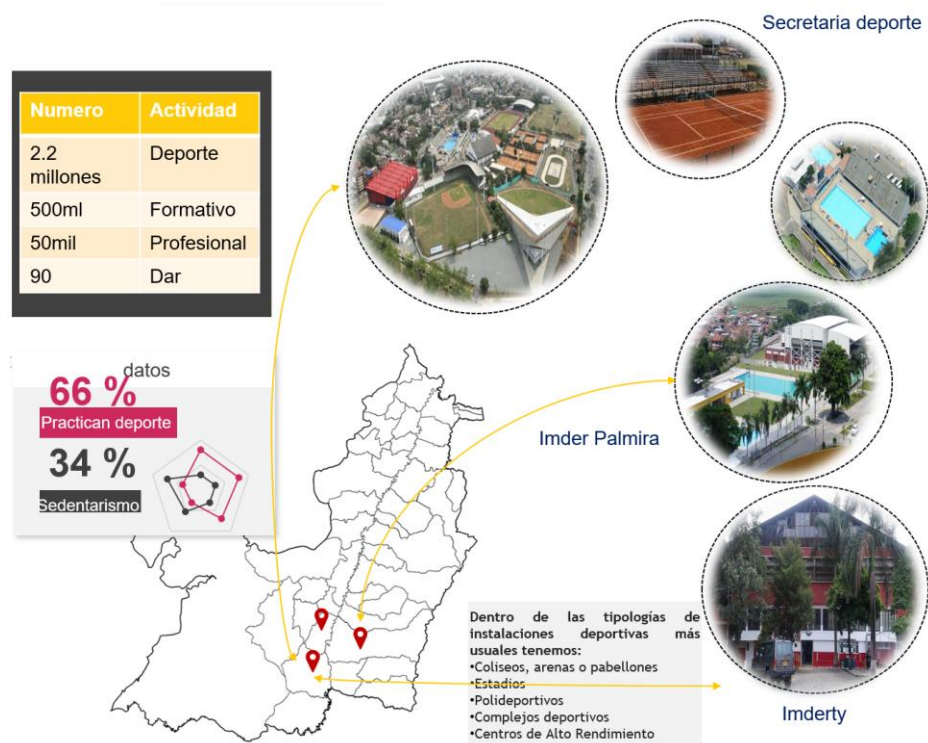 Secretaria deporte
Numero Actividad
2.2 millones Deporte
500ml Formativo
50mil Profesional
90 Dar
datos
66 %
Practican deporte
34 %
Sedentarismo
Imder Palmira
Dentro de las tipologías de
instalaciones deportivas más
usuales tenemos:
•Coliseos, arenas o pabellones
•Estadios
•Polideportivos
•Complejos deportivos
•Centros de Alto Rendimiento
Imderty